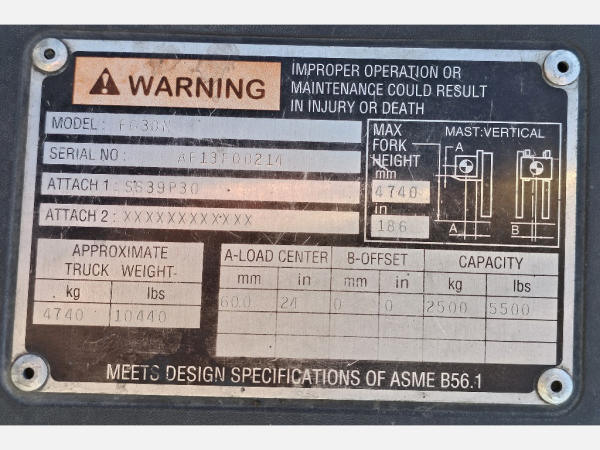 WARNING
IMPROPER OPERATION OR
MAINTENANCE COULD RESULT
IN INJURY OR DEATH
MODEL: FG30N
SERIAL NO: AF13F00214
ATTACH 1: SS39P30
ATTACH 2: XXXXXXXXXXXX
MAX
FORK
HEIGHT
mm
4740
in
186
MAST:VERTICAL
A
A
B
APPROXIMATE
TRUCK WEIGHT
kg lbs
4740 10440
A-LOAD CENTER B-OFFSET CAPACITY
mm in mm in kg lbs
600 24 0 0 2500 5500
MEETS DESIGN SPECIFICATIONS OF ASME B56.1